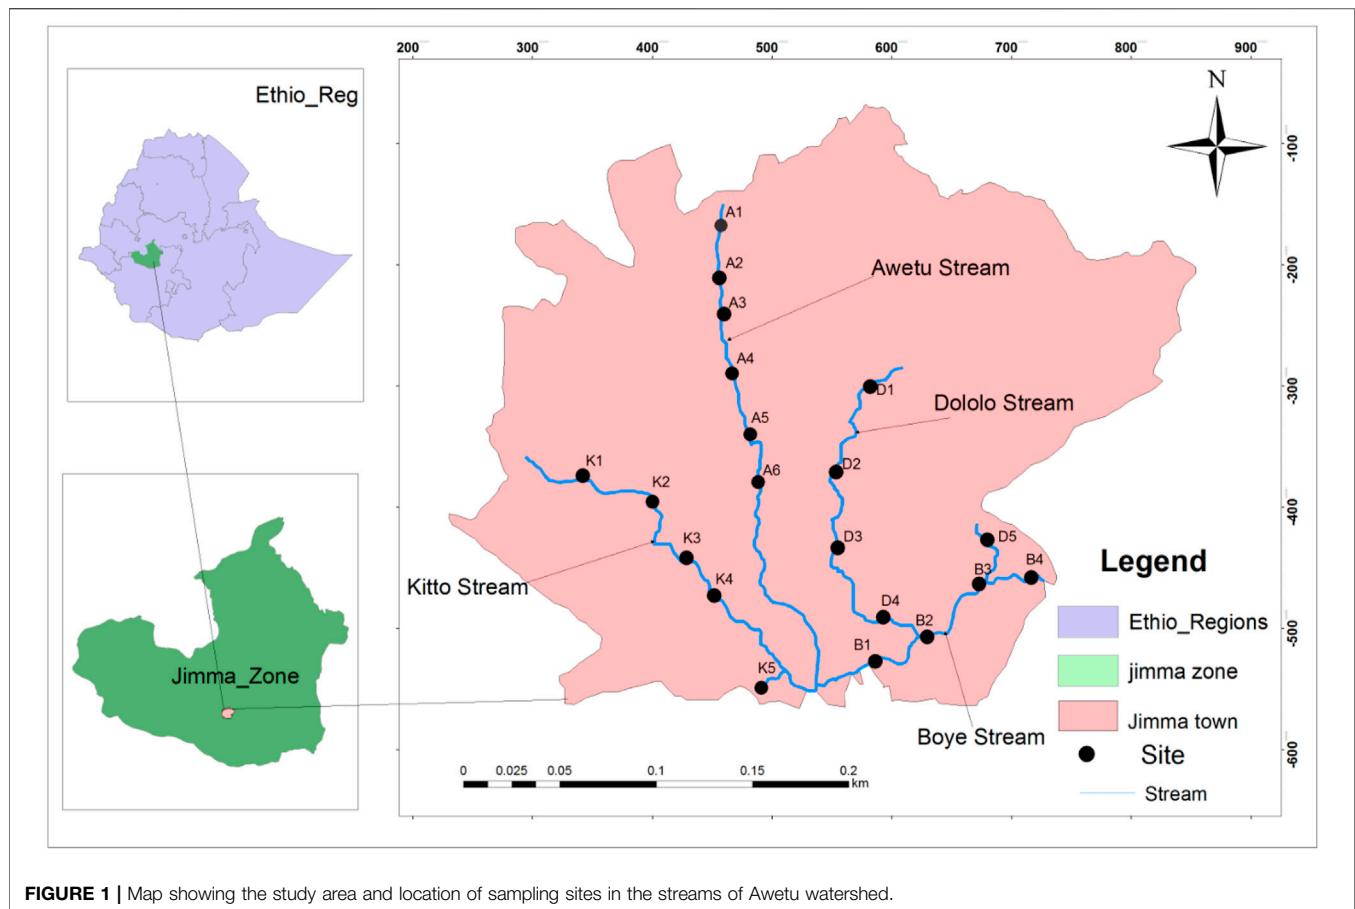 Ethio_Reg
Jimma_Zone
200 300 400 500 600 700 800 900
N
-100
-200
-300
-400
-500
-600
A1
A2
A3
A4
A5
A6
Awetu Stream
D1
Dololo Stream
D2
D3
D4
D5
K1
K2
K3
K4
K5
Kitto Stream
B1
B2
B3
B4
Boye Stream
Legend
Ethio_Regions
jimma zone
Jimma town
Site
Stream
0 0.025 0.05 0.1 0.15 0.2
km
FIGURE 1 | Map showing the study area and location of sampling sites in the streams of Awetu watershed.